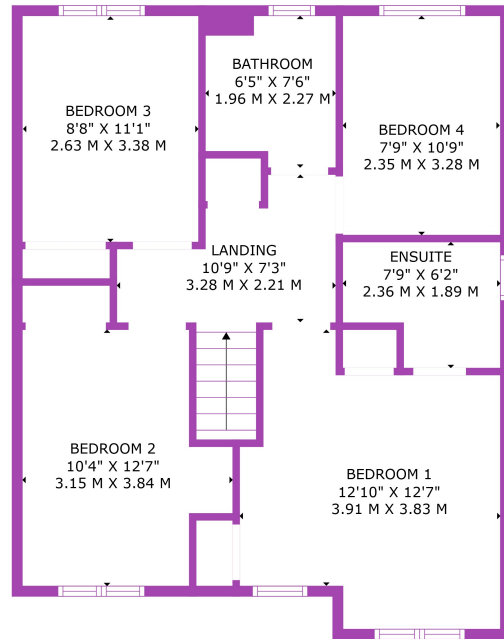 BATHROOM
6'5" X 7'6"
1.96 M X 2.27 M
BEDROOM 3
8'8" X 11'1"
2.63 M X 3.38 M
BEDROOM 4
7'9" X 10'9"
2.35 M X 3.28 M
LANDING
10'9" X 7'3"
3.28 M X 2.21 M
ENSUITE
7'9" X 6'2"
2.36 M X 1.89 M
BEDROOM 2
10'4" X 12'7"
3.15 M X 3.84 M
BEDROOM 1
12'10" X 12'7"
3.91 M X 3.83 M